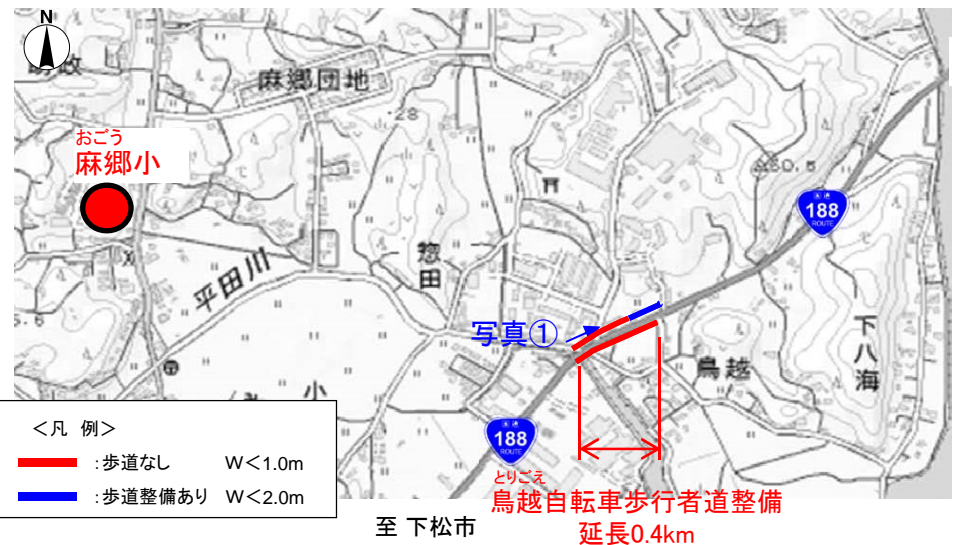 N
麻郷団地
・28
おごう
麻郷小
平田川
惣田
写真①
188
ROUTE
鳥越
下八海
小
<凡 例>
:歩道なし W<1.0m
:歩道整備あり W<2.0m
188
ROUTE
とりごえ
鳥越自転車歩行者道整備
延長0.4km
至 下松市